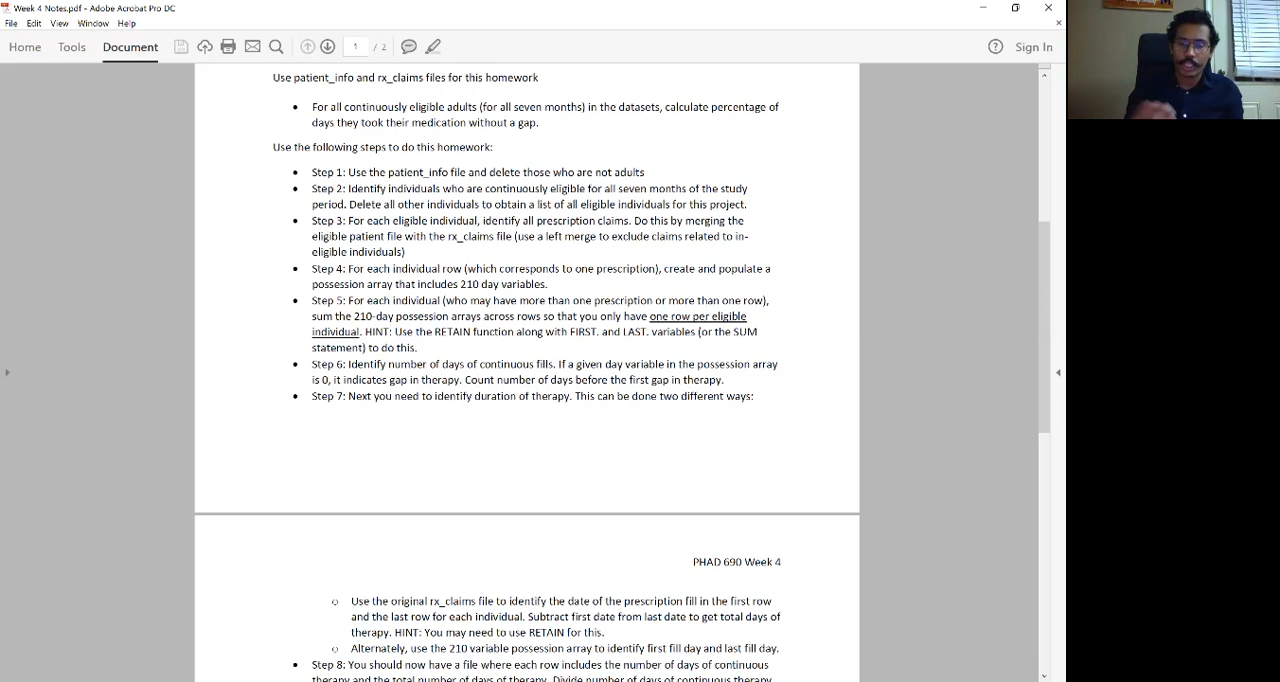 Week 4 Notes.pdf - Adobe Acrobat Pro DC
File Edit View Window Help
Home Tools Document 1 / 2 Sign In
Use patient_info and rx_claims files for this homework
• For all continuously eligible adults (for all seven months) in the datasets, calculate percentage of
days they took their medication without a gap.
Use the following steps to do this homework:
• Step 1: Use the patient_info file and delete those who are not adults
• Step 2: Identify individuals who are continuously eligible for all seven months of the study
period. Delete all other individuals to obtain a list of all eligible individuals for this project.
• Step 3: For each eligible individual, identify all prescription claims. Do this by merging the
eligible patient file with the rx_claims file (use a left merge to exclude claims related to in-
eligible individuals)
• Step 4: For each individual row (which corresponds to one prescription), create and populate a
possession array that includes 210 day variables.
• Step 5: For each individual (who may have more than one prescription or more than one row),
sum the 210-day possession arrays across rows so that you only have one row per eligible
individual. HINT: Use the RETAIN function along with FIRST. and LAST. variables (or the SUM
statement) to do this.
• Step 6: Identify number of days of continuous fills. If a given day variable in the possession array
is 0, it indicates gap in therapy. Count number of days before the first gap in therapy.
• Step 7: Next you need to identify duration of therapy. This can be done two different ways:
PHAD 690 Week 4
o Use the original rx_claims file to identify the date of the prescription fill in the first row
and the last row for each individual. Subtract first date from last date to get total days of
therapy. HINT: You may need to use RETAIN for this.
o Alternately, use the 210 variable possession array to identify first fill day and last fill day.
• Step 8: You should now have a file where each row includes the number of days of continuous
therapy and the total number of days of therapy. Divide number of days of continuous therapy